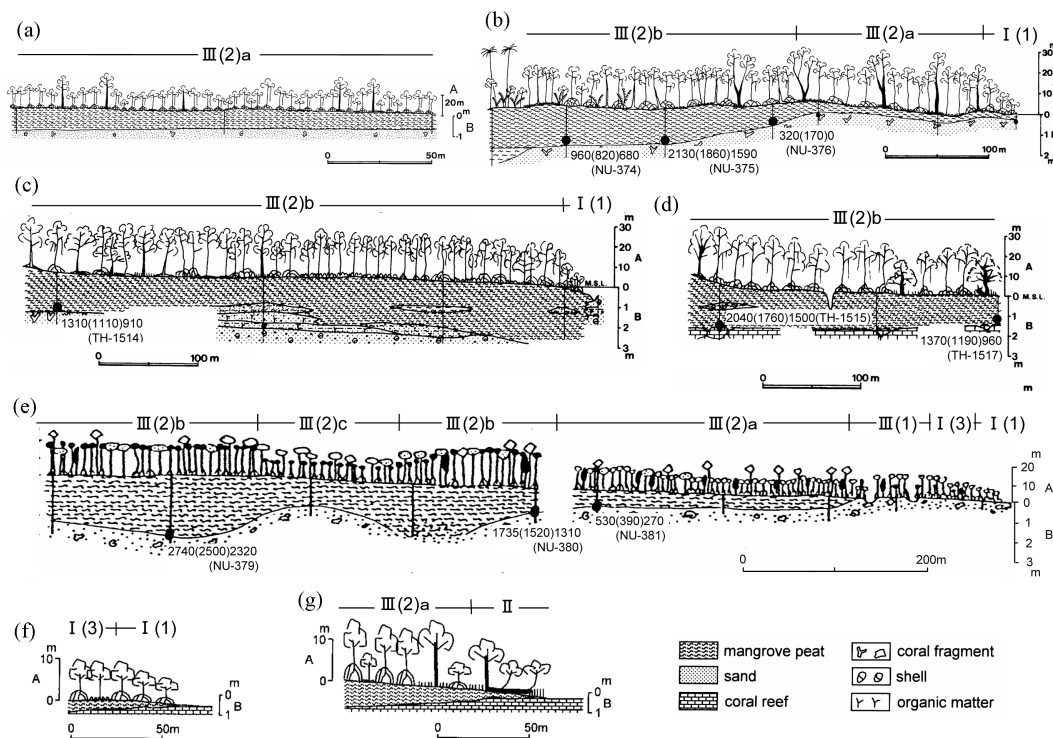 (a)
Ⅲ(2)a
A
20m
0m
-1
B
0 50m
(b)
Ⅲ(2)b Ⅲ(2)a Ⅰ(1)
m
30
20
10
0
1
2
m
960(820)680
(NU-374)
2130(1860)1590
(NU-375)
320(170)0
(NU-376)
0 100m
(c)
Ⅲ(2)b Ⅰ(1)
m
30
20
A
10
M.S.L. 0
1
B
2
3
m
1310(1110)910
(TH-1514)
0 100m
(d)
Ⅲ(2)b
m
30
20
A
10
0 M.S.L.
1
B
2
3
m
m
2040(1760)1500(TH-1515)
1370(1190)960
(TH-1517)
0 100m
(e)
Ⅲ(2)b Ⅲ(2)c Ⅲ(2)b Ⅲ(2)a Ⅲ(1) Ⅰ(3) Ⅰ(1)
m
20
10
A
0
1
B
2
3
m
2740(2500)2320
(NU-379)
1735(1520)1310
(NU-380)
530(390)270
(NU-381)
0 200m
(f)
Ⅰ(3) Ⅰ(1)
m
10
A
0
m
0
1
B
0 50m
(g)
Ⅲ(2)a Ⅱ
m
10
A
0
m
0
1
B
0 50m
mangrove peat
sand
coral reef
coral fragment
shell
organic matter